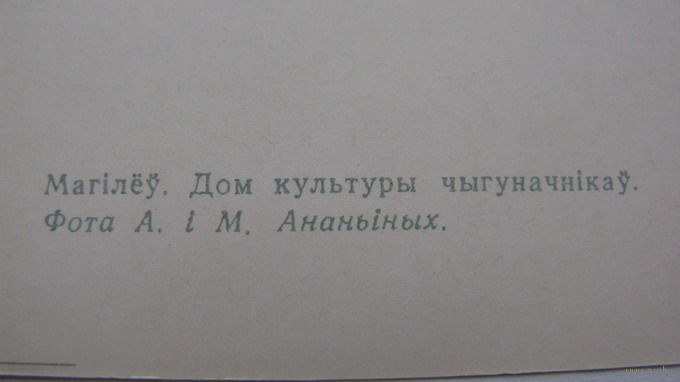 Магілёў. Дом культуры чыгуначнікаў.
Фота А. і М. Ананьіных.